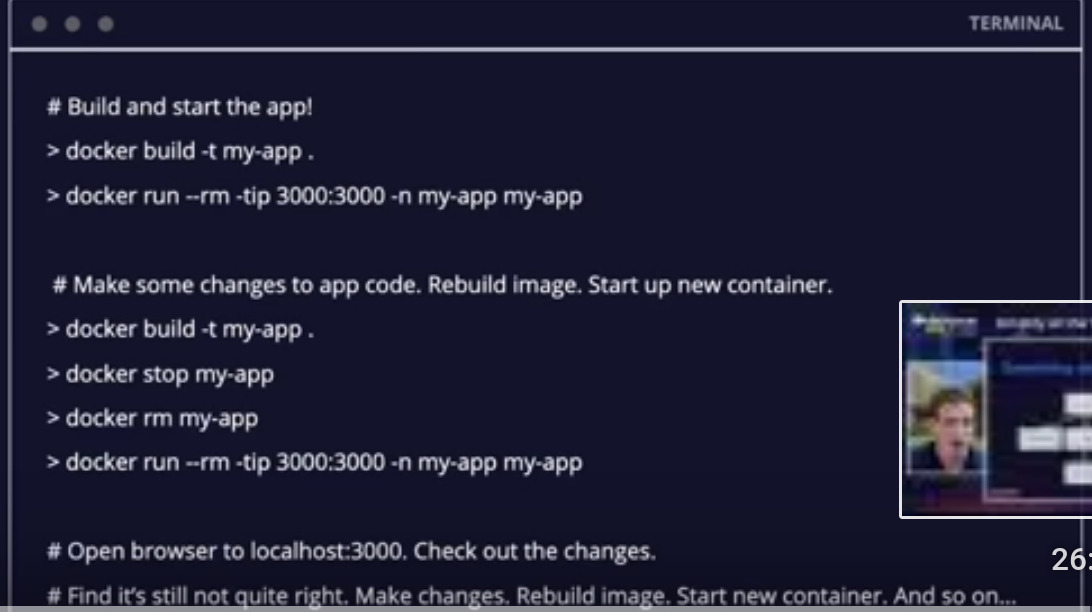 TERMINAL
# Build and start the app!
> docker build -t my-app .
> docker run --rm -tip 3000:3000 -n my-app my-app
# Make some changes to app code. Rebuild image. Start up new container.
> docker build -t my-app .
> docker stop my-app
> docker rm my-app
> docker run --rm -tip 3000:3000 -n my-app my-app
# Open browser to localhost:3000. Check out the changes.
26:
# Find it’s still not quite right. Make changes. Rebuild image. Start new container. And so on...